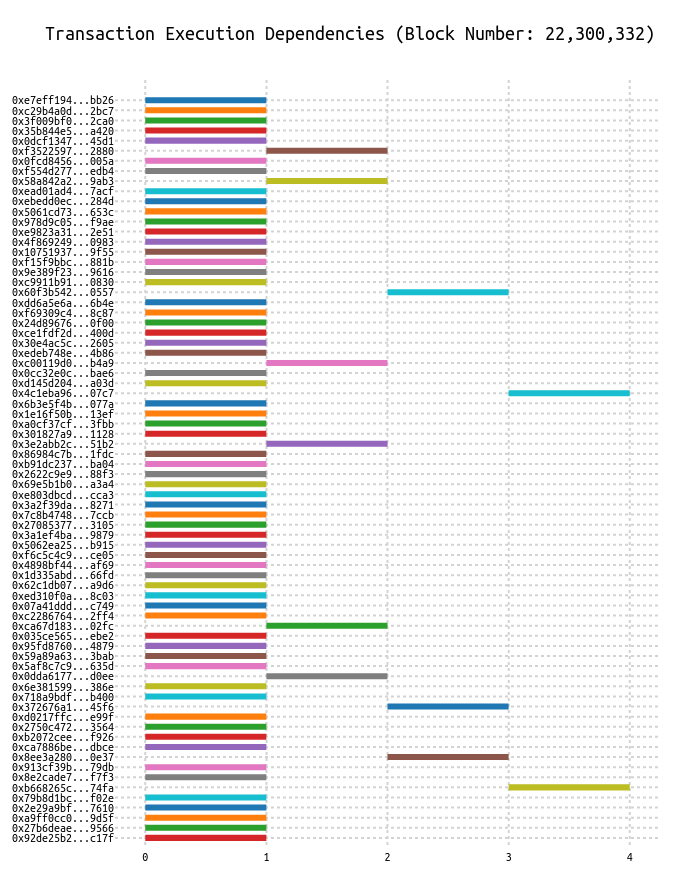 Transaction Execution Dependencies (Block Number: 22,300,332)
0xe7eff194...bb26
0xc29b4a0d...2bc7
0x3f009bf0...2ca0
0x35b844e5...a420
0x0dcf1347...45d1
0xf3522597...2880
0x0fcd8456...005a
0xf554d277...edb4
0x58a842a2...9ab3
0xead01ad4...7acf
0xebedd0ec...284d
0x5061cd73...653c
0x978d9c05...f9ae
0xe9823a31...2e51
0x4f869249...0983
0x10751937...9f55
0xf15f9bbc...881b
0x9e389f23...9616
0xc9911b91...0830
0x60f3b542...0557
0xdd6a5e6a...6b4e
0xf69309c4...8c87
0x24d89676...0f00
0xce1fdf2d...400d
0x30e4ac5c...2605
0xedeb748e...4b86
0xc00119d0...b4a9
0x0cc32e0c...bae6
0xd145d204...a03d
0x4c1eba96...07c7
0x6b3e5f4b...077a
0x1e16f50b...13ef
0xa0cf37cf...3fbb
0x301827a9...1128
0x3e2abb2c...51b2
0x86984c7b...1fdc
0xb91dc237...ba04
0x2622c9e9...88f3
0x69e5b1b0...a3a4
0xe803dbcd...cca3
0x3a2f39da...8271
0x7c8b4748...7ccb
0x27085377...3105
0x3a1ef4ba...9879
0x5062ea25...b915
0xf6c5c4c9...ce05
0x4898bf44...af69
0x1d335abd...66fd
0x62c1db07...a9d6
0xed310f0a...8c03
0x07a41ddd...c749
0xc2286764...2ff4
0xca67d183...02fc
0x035ce565...ebe2
0x95fd8760...4879
0x59a89a63...3bab
0x5af8c7c9...635d
0x0dda6177...d0ee
0x6e381599...386e
0x718a9bdf...b400
0x372676a1...45f6
0xd0217ffc...e99f
0x2750c472...3564
0xb2072cee...f926
0xca7886be...dbce
0x8ee3a280...0e37
0x913cf39b...79db
0x8e2cade7...f7f3
0xb668265c...74fa
0x79b8d1bc...f02e
0x2e29a9bf...7610
0xa9ff0cc0...9d5f
0x27b6deae...9566
0x92de25b2...c17f
0 1 2 3 4